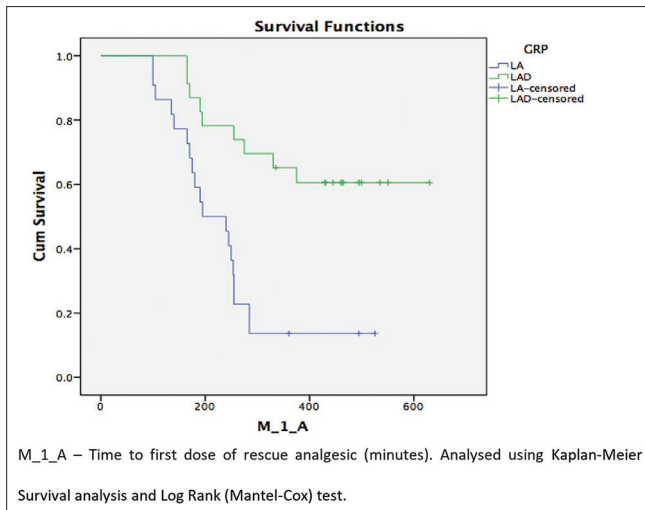 Survival Functions
GRP
LA
LAD
LA-censored
LAD-censored
1.0
0.8
0.6
0.4
0.2
0.0
Cum Survival
0
200
400
600
M_1_A
M_1_A – Time to first dose of rescue analgesic (minutes). Analysed using Kaplan-Meier
Survival analysis and Log Rank (Mantel-Cox) test.